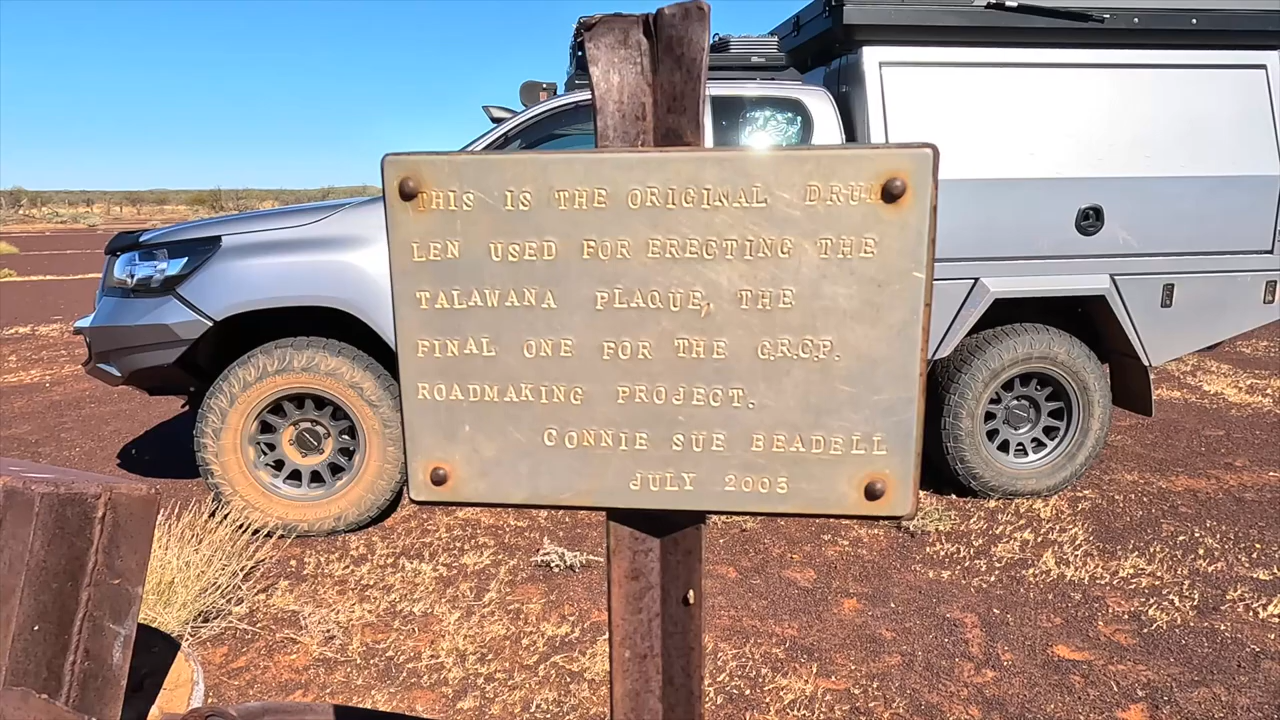 THIS IS THE ORIGINAL DRUM
LEN USED FOR ERECTING THE
TALAWANA PLAQUE, THE
FINAL ONE FOR THE G.R.C.P.
ROADMAKING PROJECT.
CONNIE SUE BEADELL
JULY 2003